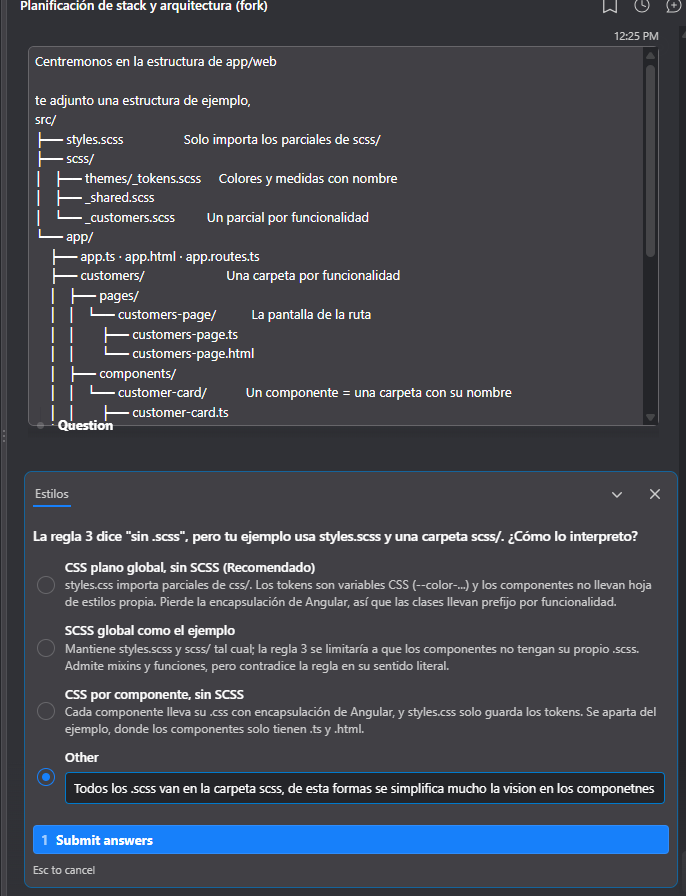 Planificación de stack y arquitectura (fork)
12:25 PM
Centremonos en la estructura de app/web
te adjunto una estructura de ejemplo,
src/
├── styles.scss Solo importa los parciales de scss/
├── scss/
│ ├── themes/_tokens.scss Colores y medidas con nombre
│ ├── _shared.scss
│ └── _customers.scss Un parcial por funcionalidad
└── app/
├── app.ts · app.html · app.routes.ts
├── customers/ Una carpeta por funcionalidad
│ ├── pages/
│ │ └── customers-page/ La pantalla de la ruta
│ │ ├── customers-page.ts
│ │ └── customers-page.html
│ ├── components/
│ │ └── customer-card/ Un componente = una carpeta con su nombre
│ │ ├── customer-card.ts
Question
Estilos
La regla 3 dice "sin .scss", pero tu ejemplo usa styles.scss y una carpeta scss/. ¿Cómo lo interpreto?
CSS plano global, sin SCSS (Recomendado)
styles.css importa parciales de css/. Los tokens son variables CSS (--color-...) y los componentes no llevan hoja
de estilos propia. Pierde la encapsulación de Angular, así que las clases llevan prefijo por funcionalidad.
SCSS global como el ejemplo
Mantiene styles.scss y scss/ tal cual; la regla 3 se limitaría a que los componentes no tengan su propio .scss.
Admite mixins y funciones, pero contradice la regla en su sentido literal.
CSS por componente, sin SCSS
Cada componente lleva su .css con encapsulación de Angular, y styles.css solo guarda los tokens. Se aparta del
ejemplo, donde los componentes solo tienen .ts y .html.
Other
Todos los .scss van en la carpeta scss, de esta formas se simplifica mucho la vision en los componetnes
1 Submit answers
Esc to cancel